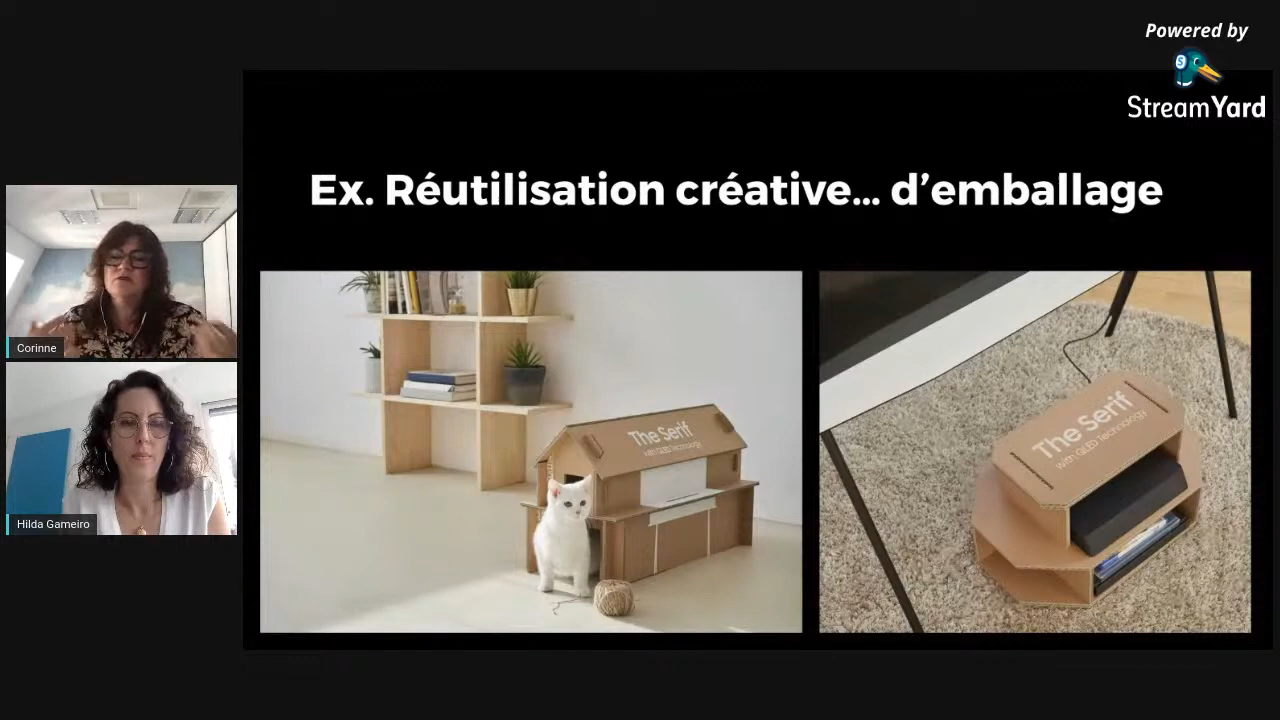 Powered by
StreamYard
Ex. Réutilisation créative... d’emballage
Corinne
Hilda Gameiro
The Serif
with QLED Technology
The Serif
with QLED Technology